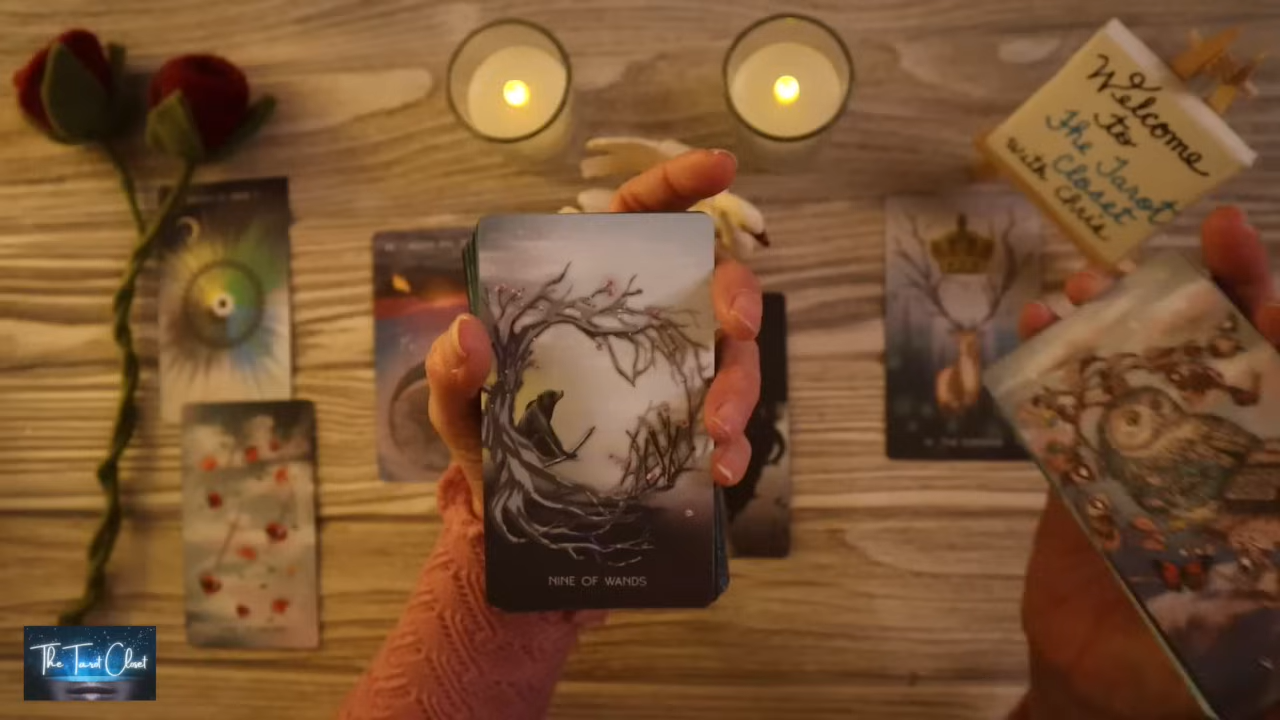 Welcome
to
The Tarot
Closet
with Chris
NINE OF WANDS
The Tarot Closet